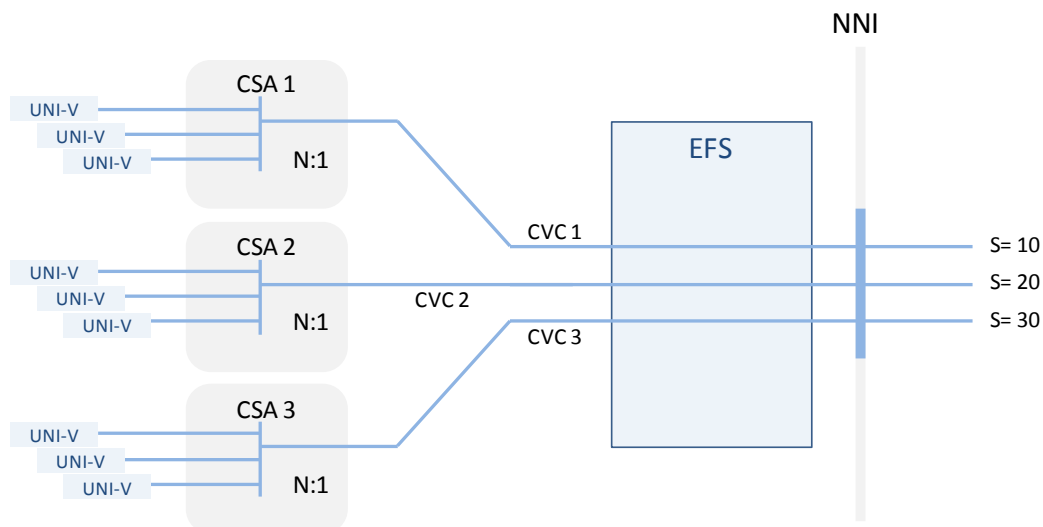 NNI
CSA 1
UNI-V
UNI-V
UNI-V
N:1
EFS
CVC 1
S= 10
CSA 2
UNI-V
UNI-V
UNI-V
N:1
CVC 2
S= 20
CVC 3
S= 30
CSA 3
UNI-V
UNI-V
UNI-V
N:1